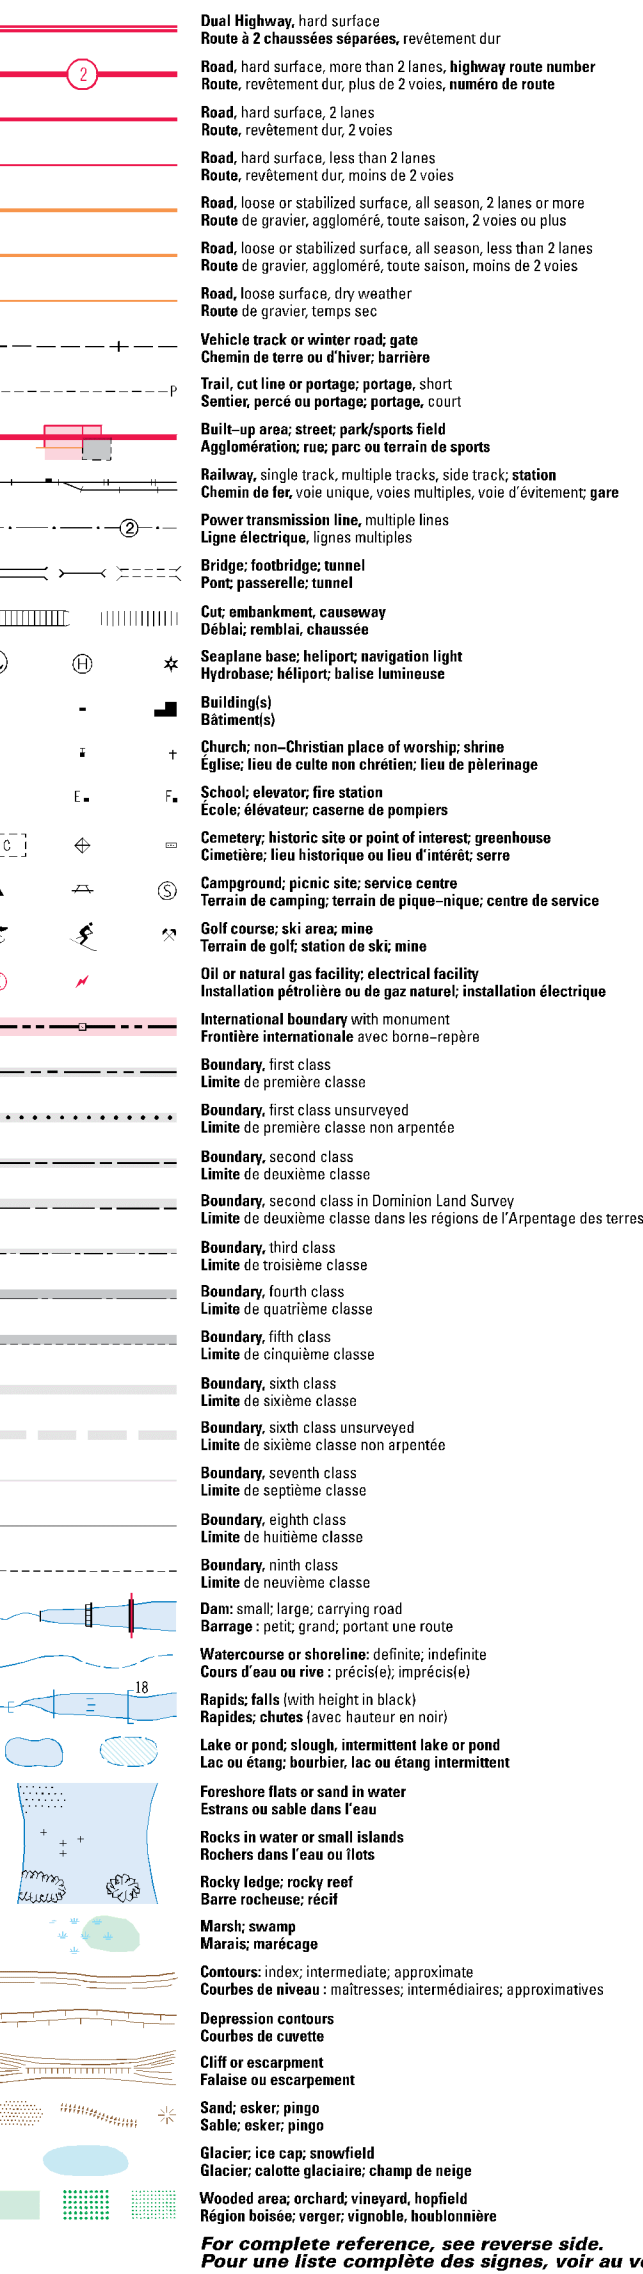 Dual Highway, hard surface
Route à 2 chaussées séparées, revêtement dur
2
Road, hard surface, more than 2 lanes, highway route number
Route, revêtement dur, plus de 2 voies, numéro de route
Road, hard surface, 2 lanes
Route, revêtement dur, 2 voies
Road, hard surface, less than 2 lanes
Route, revêtement dur, moins de 2 voies
Road, loose or stabilized surface, all season, 2 lanes or more
Route de gravier, aggloméré, toute saison, 2 voies ou plus
Road, loose or stabilized surface, all season, less than 2 lanes
Route de gravier, aggloméré, toute saison, moins de 2 voies
Road, loose surface, dry weather
Route de gravier, temps sec
Vehicle track or winter road; gate
Chemin de terre ou d'hiver; barrière
P
Trail, cut line or portage; portage, short
Sentier, percé ou portage; portage, court
Built–up area; street; park/sports field
Agglomération; rue; parc ou terrain de sports
Railway, single track, multiple tracks, side track; station
Chemin de fer, voie unique, voies multiples, voie d'évitement; gare
2
Power transmission line, multiple lines
Ligne électrique, lignes multiples
Bridge; footbridge; tunnel
Pont; passerelle; tunnel
Cut; embankment, causeway
Déblai; remblai, chaussée
H
Seaplane base; heliport; navigation light
Hydrobase; héliport; balise lumineuse
Building(s)
Bâtiment(s)
Church; non–Christian place of worship; shrine
Église; lieu de culte non chrétien; lieu de pèlerinage
E F
School; elevator; fire station
École; élévateur; caserne de pompiers
C
Cemetery; historic site or point of interest; greenhouse
Cimetière; lieu historique ou lieu d'intérêt; serre
S
Campground; picnic site; service centre
Terrain de camping; terrain de pique–nique; centre de service
Golf course; ski area; mine
Terrain de golf; station de ski; mine
Oil or natural gas facility; electrical facility
Installation pétrolière ou de gaz naturel; installation électrique
International boundary with monument
Frontière internationale avec borne–repère
Boundary, first class
Limite de première classe
Boundary, first class unsurveyed
Limite de première classe non arpentée
Boundary, second class
Limite de deuxième classe
Boundary, second class in Dominion Land Survey
Limite de deuxième classe dans les régions de l'Arpentage des terres
Boundary, third class
Limite de troisième classe
Boundary, fourth class
Limite de quatrième classe
Boundary, fifth class
Limite de cinquième classe
Boundary, sixth class
Limite de sixième classe
Boundary, sixth class unsurveyed
Limite de sixième classe non arpentée
Boundary, seventh class
Limite de septième classe
Boundary, eighth class
Limite de huitième classe
Boundary, ninth class
Limite de neuvième classe
Dam: small; large; carrying road
Barrage : petit; grand; portant une route
Watercourse or shoreline: definite; indefinite
Cours d'eau ou rive : précis(e); imprécis(e)
18
Rapids; falls (with height in black)
Rapides; chutes (avec hauteur en noir)
Lake or pond; slough, intermittent lake or pond
Lac ou étang; bourbier, lac ou étang intermittent
Foreshore flats or sand in water
Estrans ou sable dans l'eau
Rocks in water or small islands
Rochers dans l'eau ou îlots
Rocky ledge; rocky reef
Barre rocheuse; récif
Marsh; swamp
Marais; marécage
Contours: index; intermediate; approximate
Courbes de niveau : maîtresses; intermédiaires; approximatives
Depression contours
Courbes de cuvette
Cliff or escarpment
Falaise ou escarpement
Sand; esker; pingo
Sable; esker; pingo
Glacier; ice cap; snowfield
Glacier; calotte glaciaire; champ de neige
Wooded area; orchard; vineyard, hopfield
Région boisée; verger; vignoble, houblonnière
For complete reference, see reverse side.
Pour une liste complète des signes, voir au